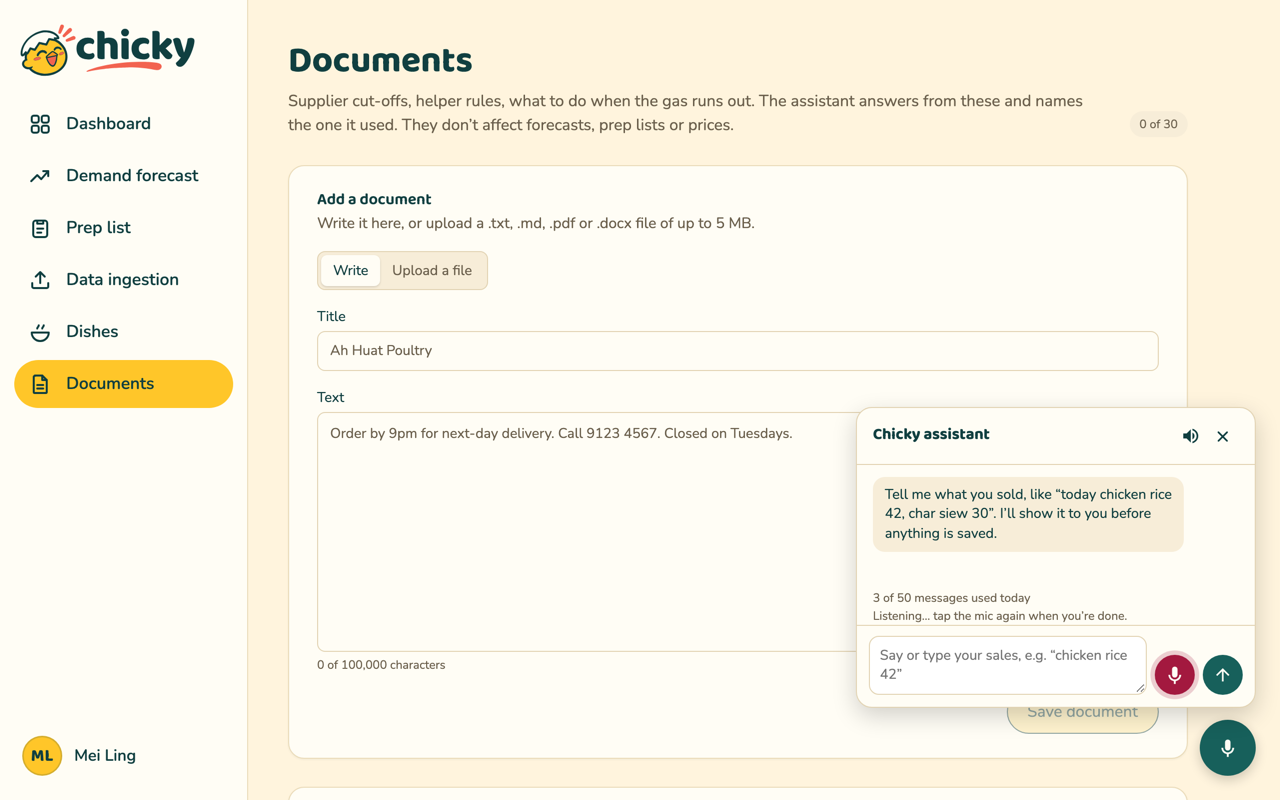 chicky
Dashboard
Demand forecast
Prep list
Data ingestion
Dishes
Documents
ML
Mei Ling
Documents
Supplier cut-offs, helper rules, what to do when the gas runs out. The assistant answers from these and names
the one it used. They don’t affect forecasts, prep lists or prices.
0 of 30
Add a document
Write it here, or upload a .txt, .md, .pdf or .docx file of up to 5 MB.
Write
Upload a file
Title
Ah Huat Poultry
Text
Order by 9pm for next-day delivery. Call 9123 4567. Closed on Tuesdays.
0 of 100,000 characters
Save document
Chicky assistant
Tell me what you sold, like “today chicken rice
42, char siew 30”. I’ll show it to you before
anything is saved.
3 of 50 messages used today
Listening… tap the mic again when you’re done.
Say or type your sales, e.g. “chicken rice
42”